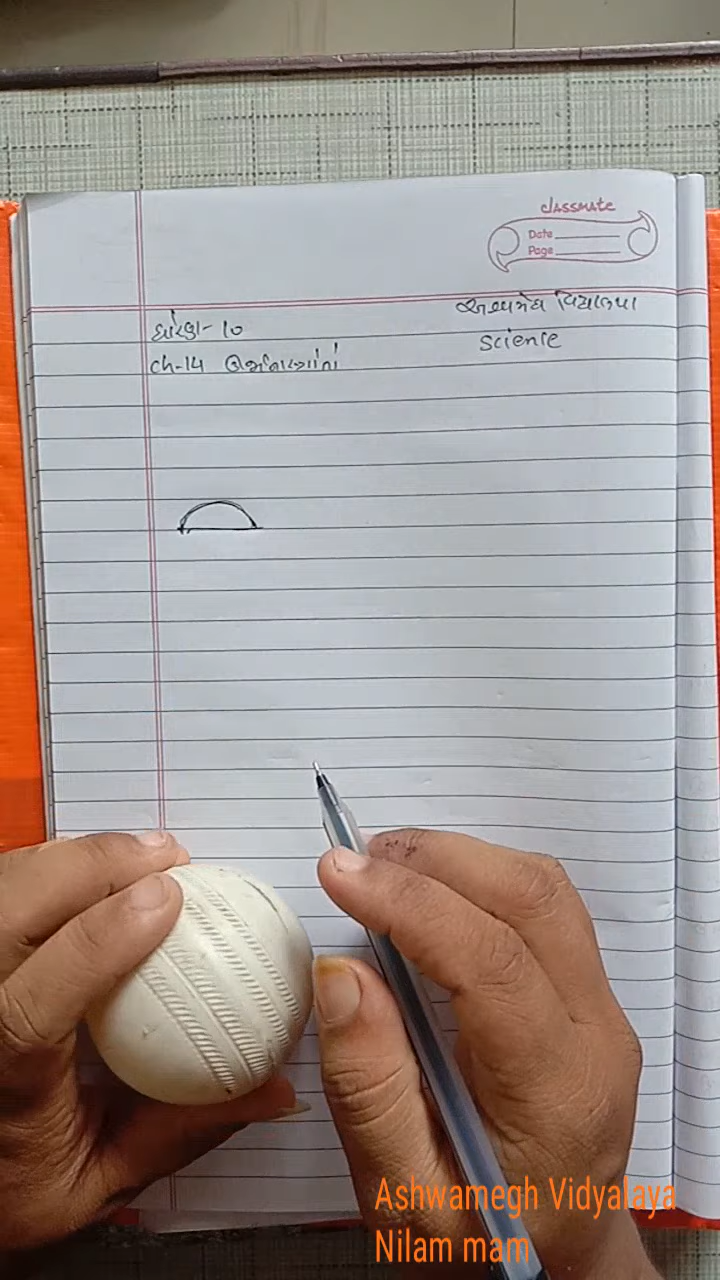 classmate
Date
Page
અશ્વમેઘ વિદ્યાલય
ધોરણ- 10
Science
Ch-14 ઊર્જાના સ્ત્રોતો
Ashwamegh Vidyalaya
Nilam mam